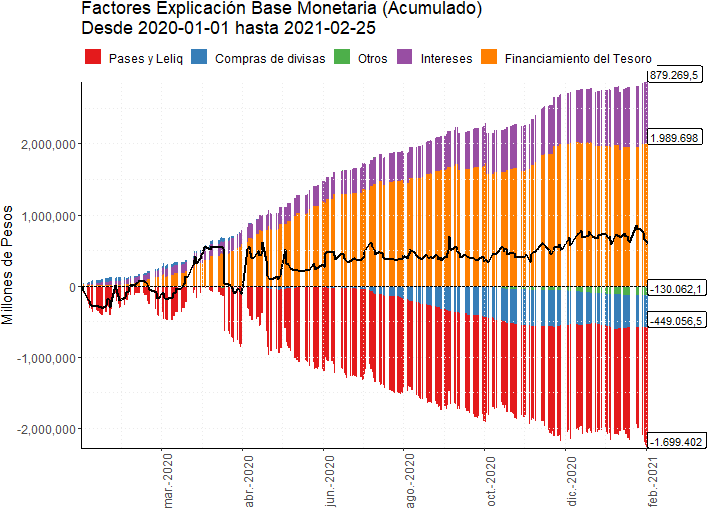 Factores Explicación Base Monetaria (Acumulado)
Desde 2020-01-01 hasta 2021-02-25
Pases y Leliq Compras de divisas Otros Intereses Financiamiento del Tesoro
879.269,5
1.989.698
2,000,000
1,000,000
0
-130.062,1
-449.056,5
-1,000,000
-2,000,000
-1.699.402
Millones de Pesos
mar.-2020
abr.-2020
jun.-2020
ago.-2020
oct.-2020
dic.-2020
feb.-2021